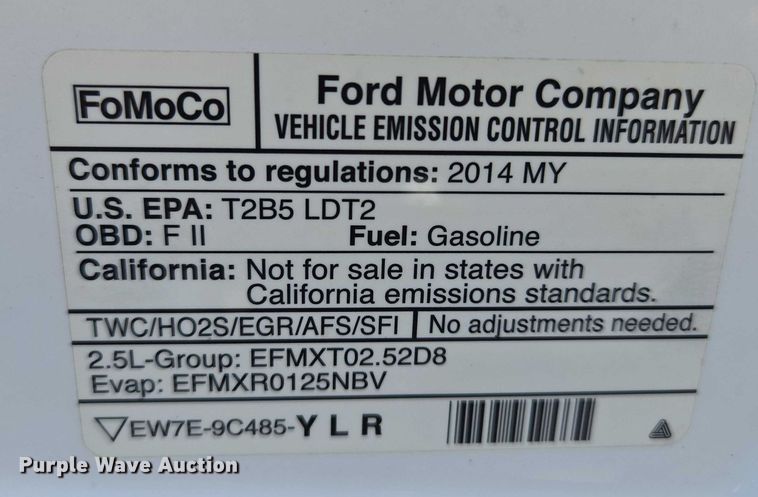 FoMoCo
Ford Motor Company
VEHICLE EMISSION CONTROL INFORMATION
Conforms to regulations: 2014 MY
U.S. EPA: T2B5 LDT2
OBD: F II Fuel: Gasoline
California: Not for sale in states with
California emissions standards.
TWC/HO2S/EGR/AFS/SFI No adjustments needed.
2.5L-Group: EFMXT02.52D8
Evap: EFMXR0125NBV
EW7E-9C485-YLR
Purple Wave Auction